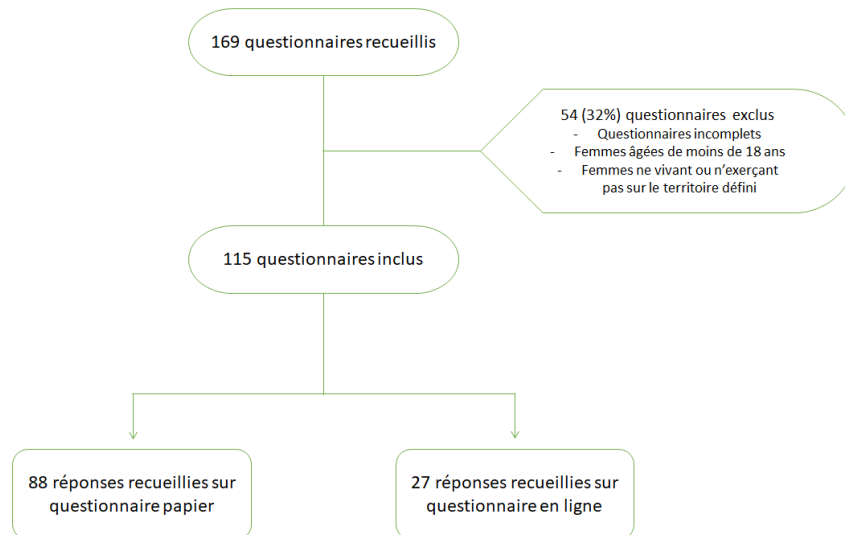 169 questionnaires recueillis
54 (32%) questionnaires exclus
- Questionnaires incomplets
- Femmes âgées de moins de 18 ans
- Femmes ne vivant ou n'exerçant
pas sur le territoire défini
115 questionnaires inclus
88 réponses recueillies sur
questionnaire papier
27 réponses recueillies sur
questionnaire en ligne